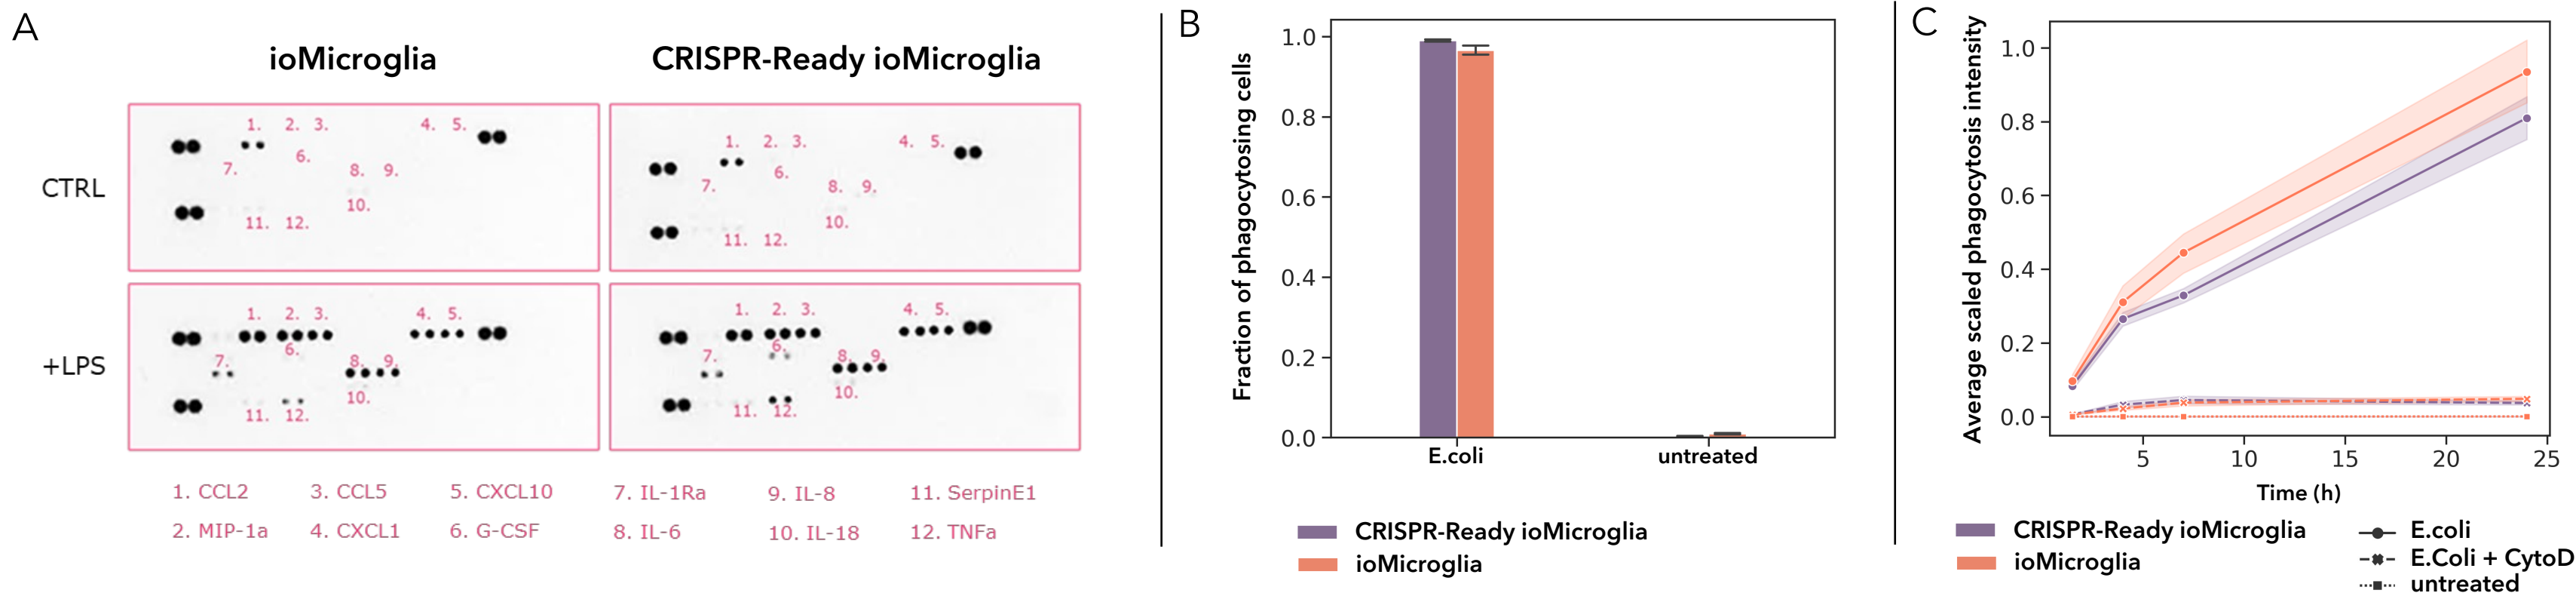 A
ioMicroglia
CRISPR-Ready ioMicroglia
CTRL
1. 2. 3. 4. 5.
6.
7. 8. 9.
10.
11. 12.
1. 2. 3. 4. 5.
6.
7. 8. 9.
10.
11. 12.
+LPS
1. 2. 3. 4. 5.
6.
7. 8. 9.
10.
11. 12.
1. 2. 3. 4. 5.
6.
7. 8. 9.
10.
11. 12.
1. CCL2 3. CCL5 5. CXCL10 7. IL-1Ra 9. IL-8 11. SerpinE1
2. MIP-1a 4. CXCL1 6. G-CSF 8. IL-6 10. IL-18 12. TNFa
B
Fraction of phagocytosing cells
1.0
0.8
0.6
0.4
0.2
0.0
E.coli untreated
CRISPR-Ready ioMicroglia
ioMicroglia
C
Average scaled phagocytosis intensity
1.0
0.8
0.6
0.4
0.2
0.0
5 10 15 20 25
Time (h)
CRISPR-Ready ioMicroglia
ioMicroglia
E.coli
E.Coli + CytoD
untreated